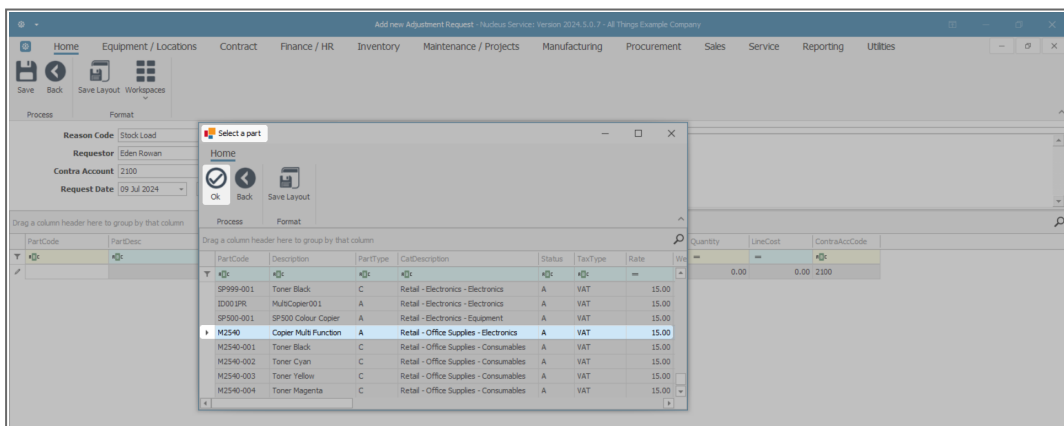 Add new Adjustment Request - Nucleus Service: Version 2024.5.0.7 - All Things Example Company
Home Equipment / Locations Contract Finance / HR Inventory Maintenance / Projects Manufacturing Procurement Sales Service Reporting Utilities
Save Back Save Layout Workspaces
Process Format
Reason Code Stock Load
Requestor Eden Rowan
Contra Account 2100
Request Date 09 Jul 2024
Select a part
Home
Ok Back Save Layout
Process Format
Drag a column header here to group by that column
Drag a column header here to group by that column
PartCode PartDesc Quantity LineCost ContraAccCode
0.00 0.00 2100
PartCode Description PartType CatDescription Status TaxType Rate We
SP999-001 Toner Black C Retail - Electronics - Electronics A VAT 15.00
ID001PR MultiCopier001 A Retail - Electronics - Electronics A VAT 15.00
SP500-001 SP500 Colour Copier A Retail - Electronics - Equipment A VAT 15.00
M2540 Copier Multi Function A Retail - Office Supplies - Electronics A VAT 15.00
M2540-001 Toner Black C Retail - Office Supplies - Consumables A VAT 15.00
M2540-002 Toner Cyan C Retail - Office Supplies - Consumables A VAT 15.00
M2540-003 Toner Yellow C Retail - Office Supplies - Consumables A VAT 15.00
M2540-004 Toner Magenta C Retail - Office Supplies - Consumables A VAT 15.00